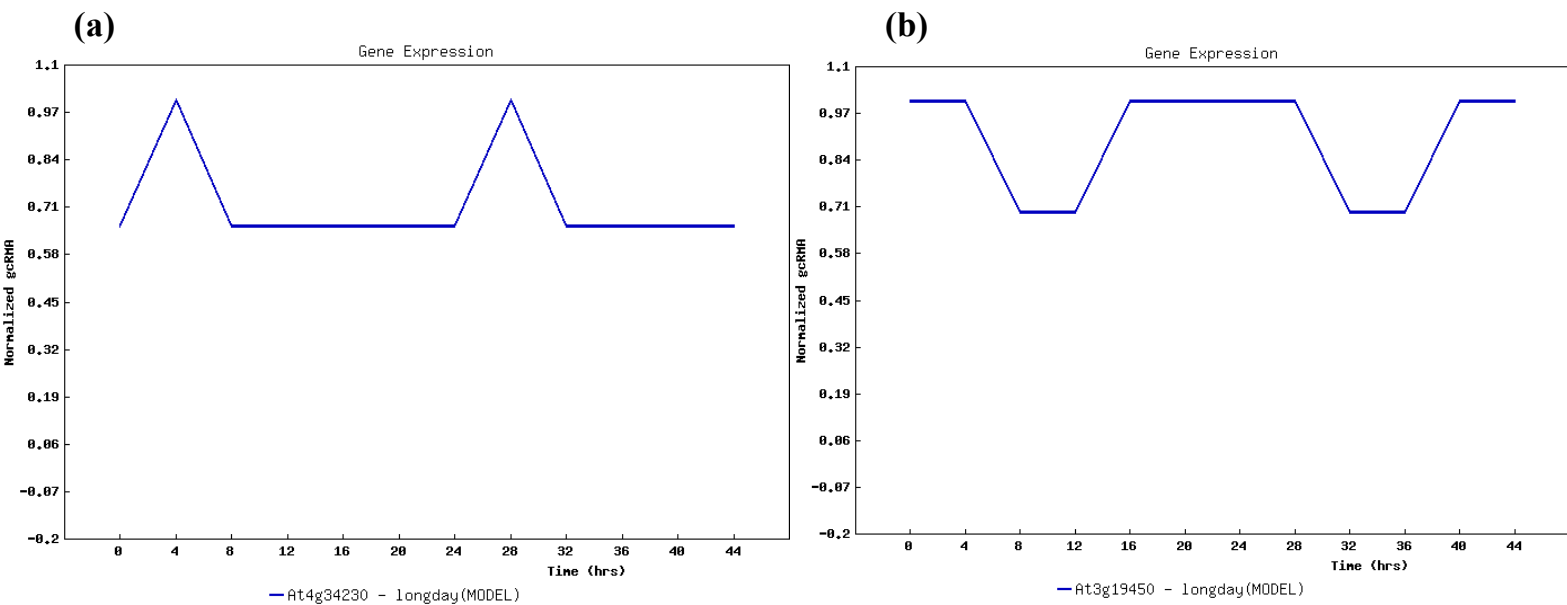 (a)
Gene Expression
1.1
0.97
0.84
0.71
0.58
0.45
0.32
0.19
0.06
-0.07
-0.2
Normalized gcRMA
0 4 8 12 16 20 24 28 32 36 40 44
Time (hrs)
At4g34230 - longday(MODEL)
(b)
Gene Expression
1.1
0.97
0.84
0.71
0.58
0.45
0.32
0.19
0.06
-0.07
-0.2
Normalized gcRMA
0 4 8 12 16 20 24 28 32 36 40 44
Time (hrs)
At3g19450 - longday(MODEL)